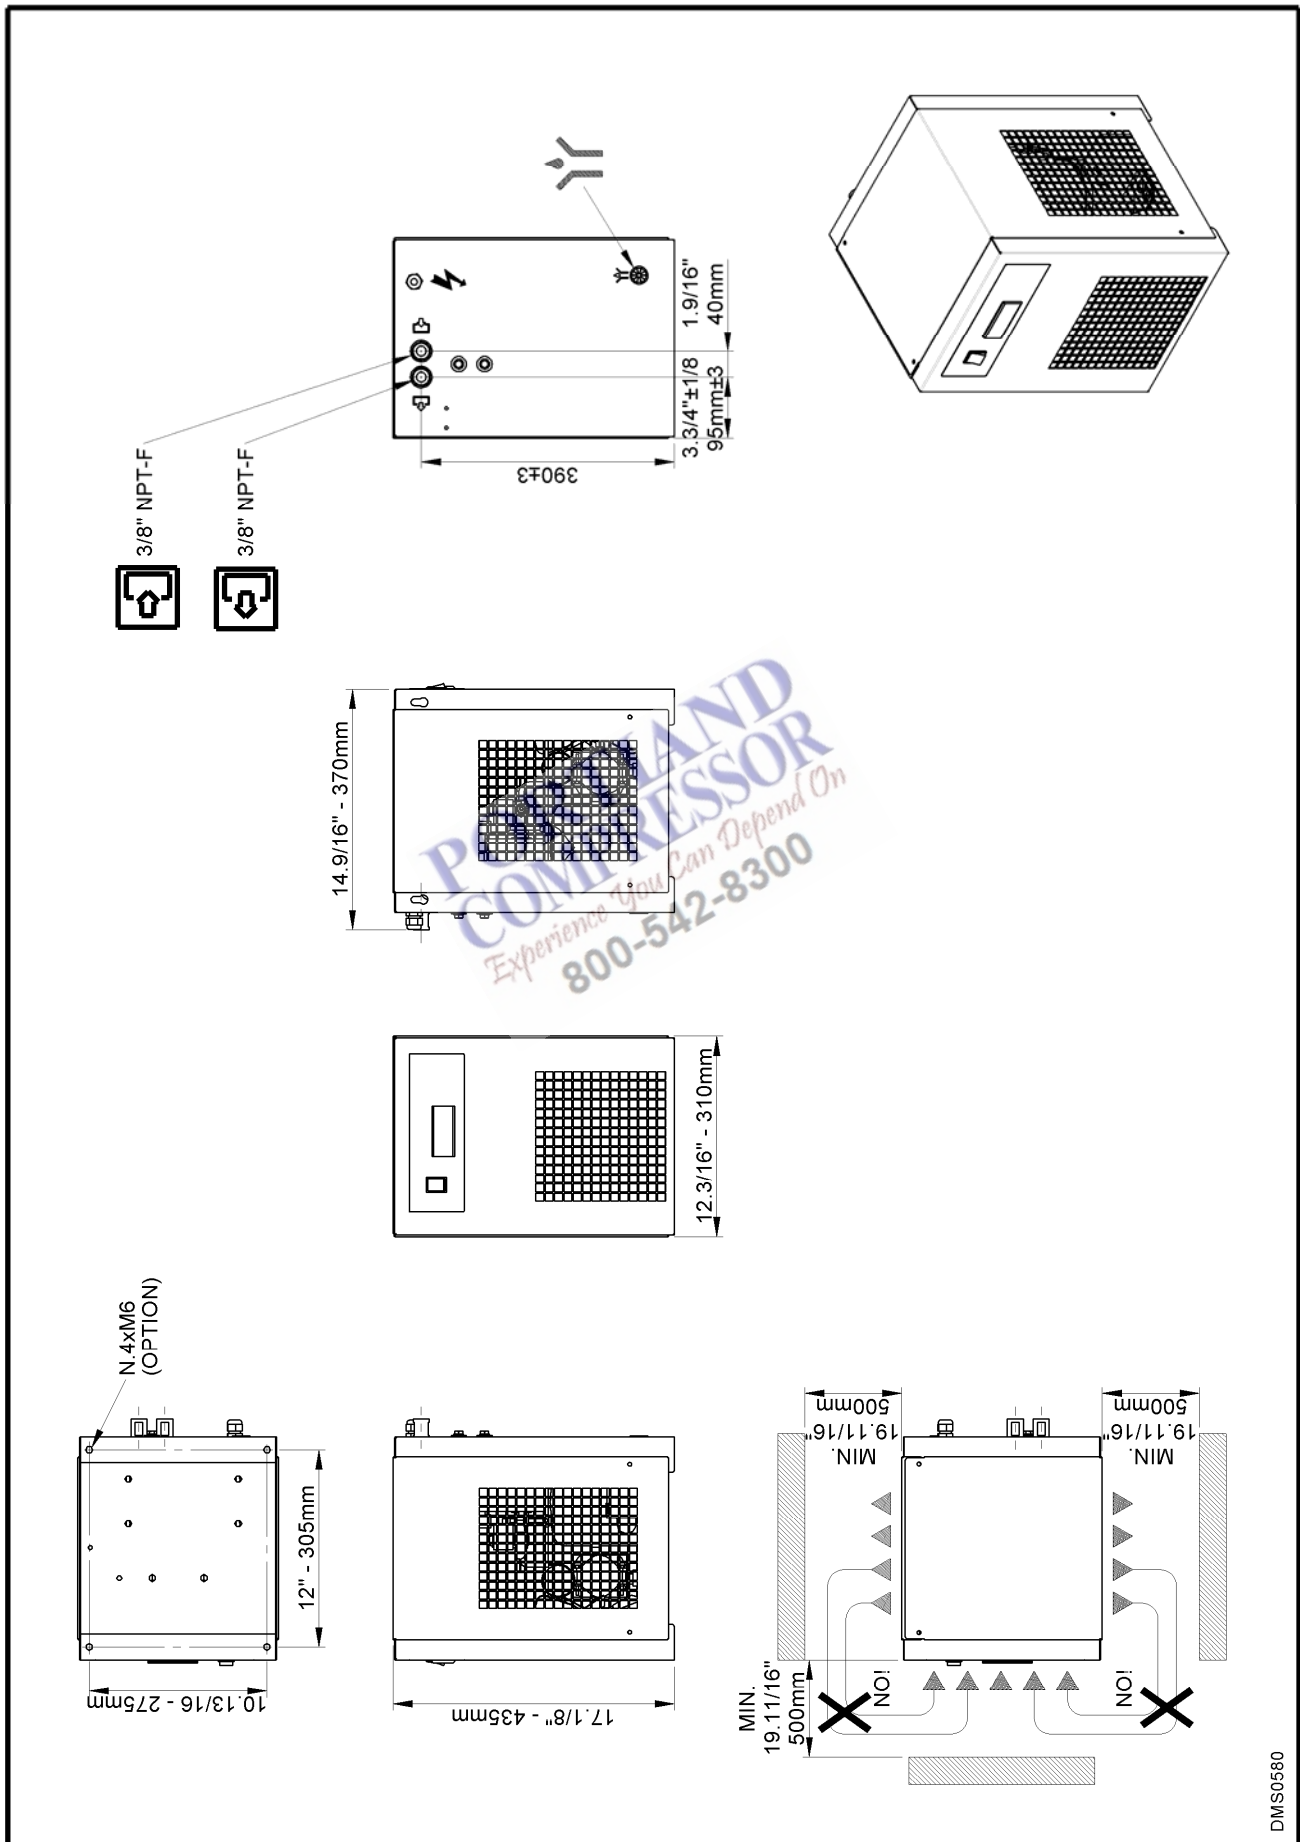 3/8" NPT-F
3/8" NPT-F
390±3
3.3/4"±1/8
95mm±3
1.9/16"
40mm
14.9/16" - 370mm
12.3/16" - 310mm
N.4xM6
(OPTION)
12" - 305mm
10.13/16 - 275mm
17.1/8" - 435mm
MIN.
19.11/16"
500mm
MIN.
19.11/16"
500mm
MIN.
19.11/16"
500mm
NO!
NO!
DMS0580
PORTLAND
COMPRESSOR
Experience You Can Depend On
800-542-8300